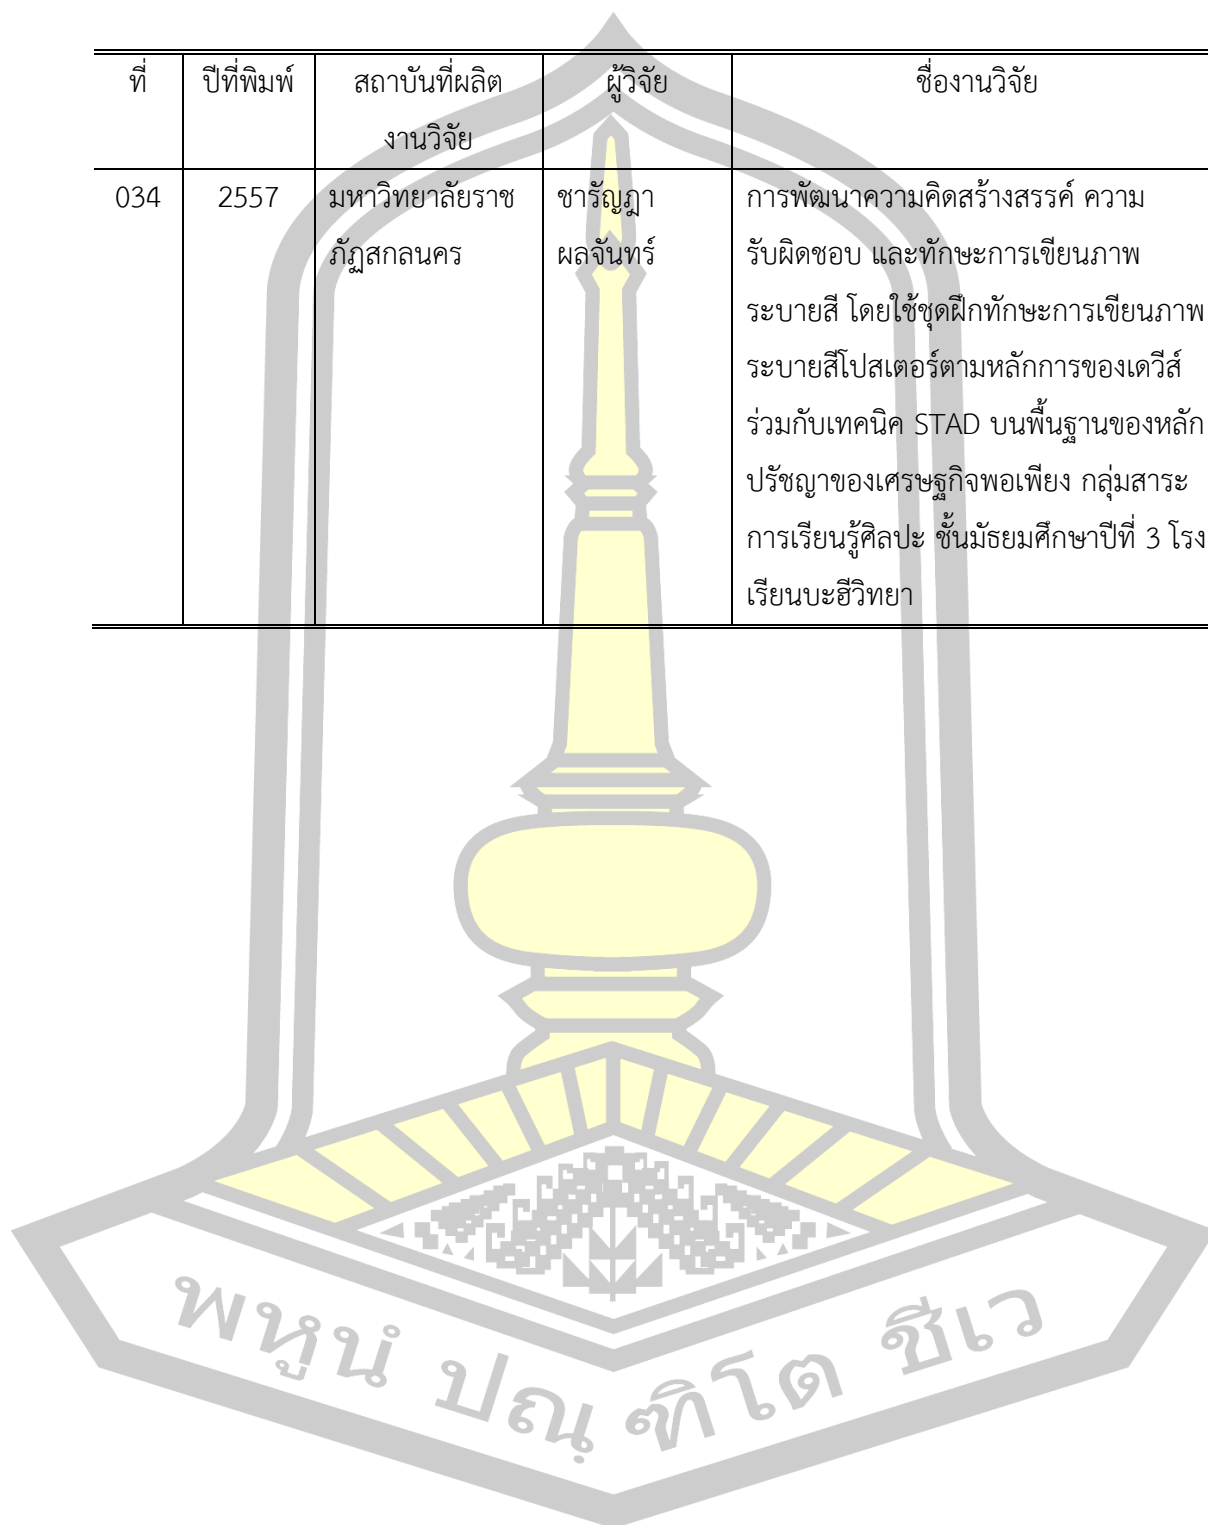 ที่ ปีที่พิมพ์ สถาบันที่ผลิต ผู้วิจัย ชื่องานวิจัย
งานวิจัย
034 2557 มหาวิทยาลัยราช ชารัญฎา การพัฒนาความคิดสร้างสรรค์ ความ
ภัฏสกลนคร ผลจันทร์ รับผิดชอบ และทักษะการเขียนภาพ
ระบายสี โดยใช้ชุดฝึกทักษะการเขียนภาพ
ระบายสีโปสเตอร์ตามหลักการของเดวีส์
ร่วมกับเทคนิค STAD บนพื้นฐานของหลัก
ปรัชญาของเศรษฐกิจพอเพียง กลุ่มสาระ
การเรียนรู้ศิลปะ ชั้นมัธยมศึกษาปีที่ 3 โรง
เรียนบะฮีวิทยา
พหูนํ ปณฺฑิโต ชีเว